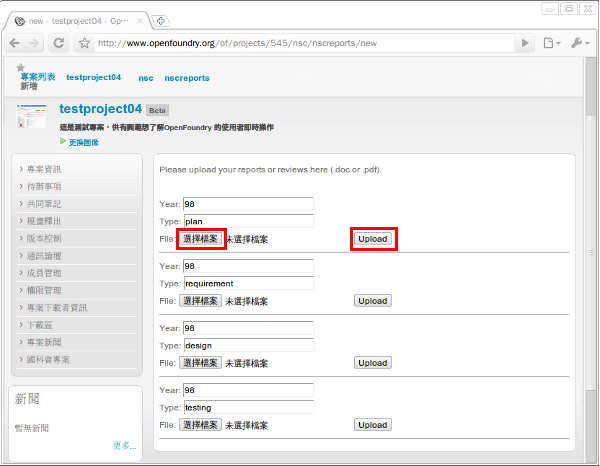 new - testproject04 - Op...
http://www.openfoundry.org/of/projects/545/nsc/nscreports/new
專案列表 testproject04 nsc nscreports
新增
testproject04 Beta
這是測試專案，供有興趣想了解OpenFoundry 的使用者即時操作
更換圖像
專案資訊
待辦事項
共同筆記
規畫釋出
版本控制
通訊論壇
成員管理
權限管理
專案下載者資訊
下載區
專案新聞
國科會專案
新聞
暫無新聞
更多...
Please upload your reports or reviews here (.doc or .pdf).
Year: 98
Type: plan
File: 選擇檔案 未選擇檔案 Upload
Year: 98
Type: requirement
File: 選擇檔案 未選擇檔案 Upload
Year: 98
Type: design
File: 選擇檔案 未選擇檔案 Upload
Year: 98
Type: testing
File: 選擇檔案 未選擇檔案 Upload